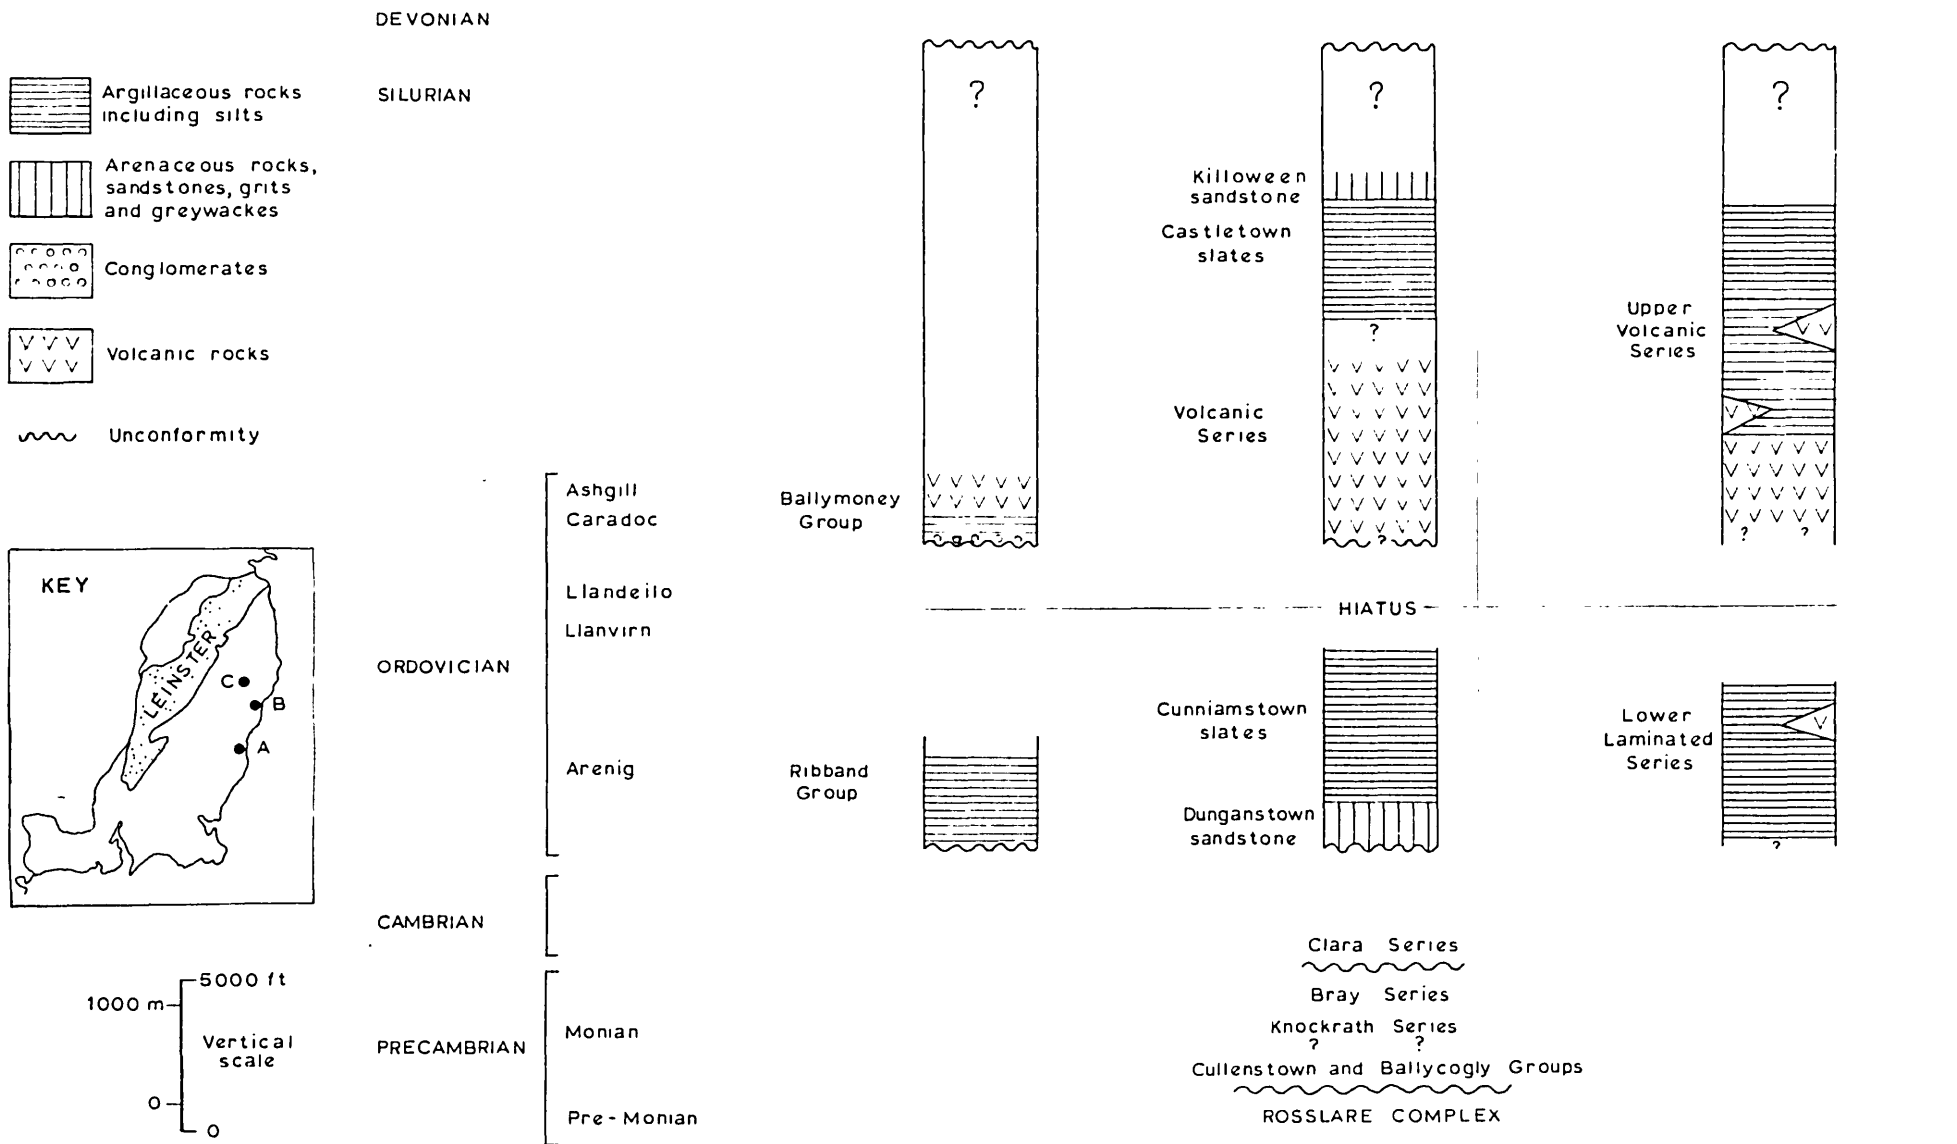 DEVONIAN
SILURIAN
Argillaceous rocks
including silts
Arenaceous rocks,
sandstones, grits
and greywackes
Conglomerates
Volcanic rocks
Unconformity
KEY
LEINSTER
C
B
A
5000 ft
1000 m
Vertical
scale
0
0
ORDOVICIAN
Ashgill
Caradoc
Llandeilo
Llanvirn
Arenig
CAMBRIAN
PRECAMBRIAN
Monian
Pre-Monian
?
Ballymoney
Group
Ribband
Group
?
Killoween
sandstone
Castletown
slates
?
Volcanic
Series
?
HIATUS
Cunniamstown
slates
Dunganstown
sandstone
?
Upper
Volcanic
Series
? ?
Lower
Laminated
Series
?
Clara Series
Bray Series
Knockrath Series
? ?
Cullenstown and Ballycogly Groups
ROSSLARE COMPLEX